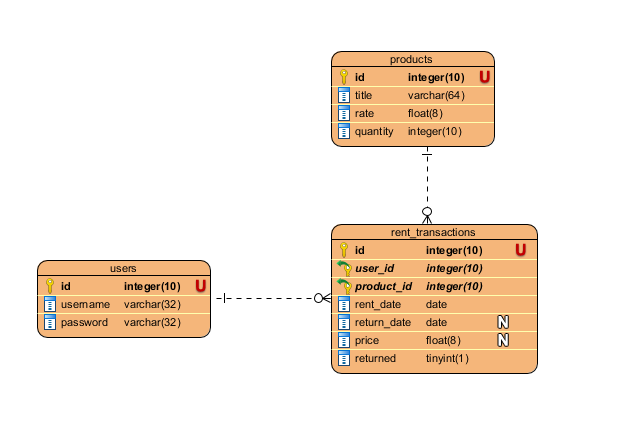 products
id integer(10) U
title varchar(64)
rate float(8)
quantity integer(10)
rent_transactions
id integer(10) U
user_id integer(10)
product_id integer(10)
rent_date date
return_date date N
price float(8) N
returned tinyint(1)
users
id integer(10) U
username varchar(32)
password varchar(32)